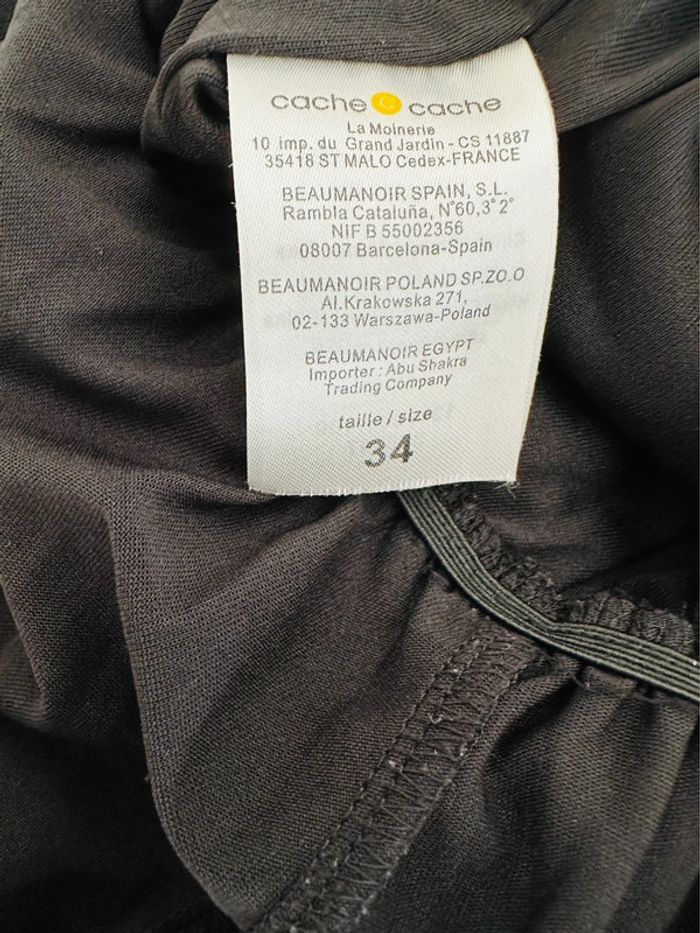 cache cache
La Moinerie
10 imp. du Grand Jardin - CS 11887
35418 ST MALO Cedex-FRANCE
BEAUMANOIR SPAIN, S.L.
Rambla Cataluña, N°60,3° 2°
NIF B 55002356
08007 Barcelona-Spain
BEAUMANOIR POLAND SP.ZO.O
Al.Krakowska 271,
02-133 Warszawa-Poland
BEAUMANOIR EGYPT
Importer : Abu Shakra
Trading Company
taille / size
34